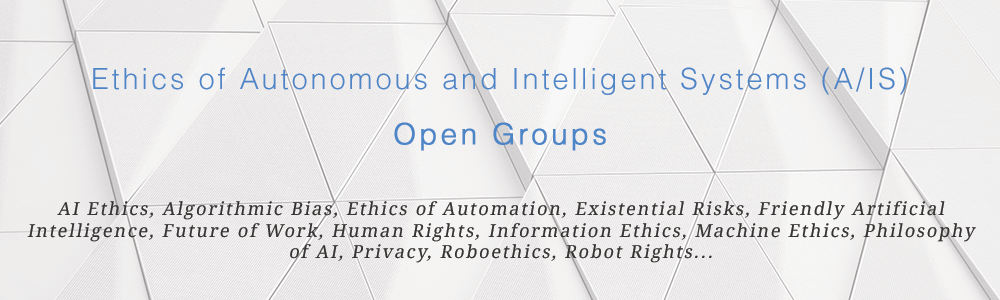 Ethics of Autonomous and Intelligent Systems (A/IS)
Open Groups
AI Ethics, Algorithmic Bias, Ethics of Automation, Existential Risks, Friendly Artificial
Intelligence, Future of Work, Human Rights, Information Ethics, Machine Ethics, Philosophy
of AI, Privacy, Roboethics, Robot Rights...